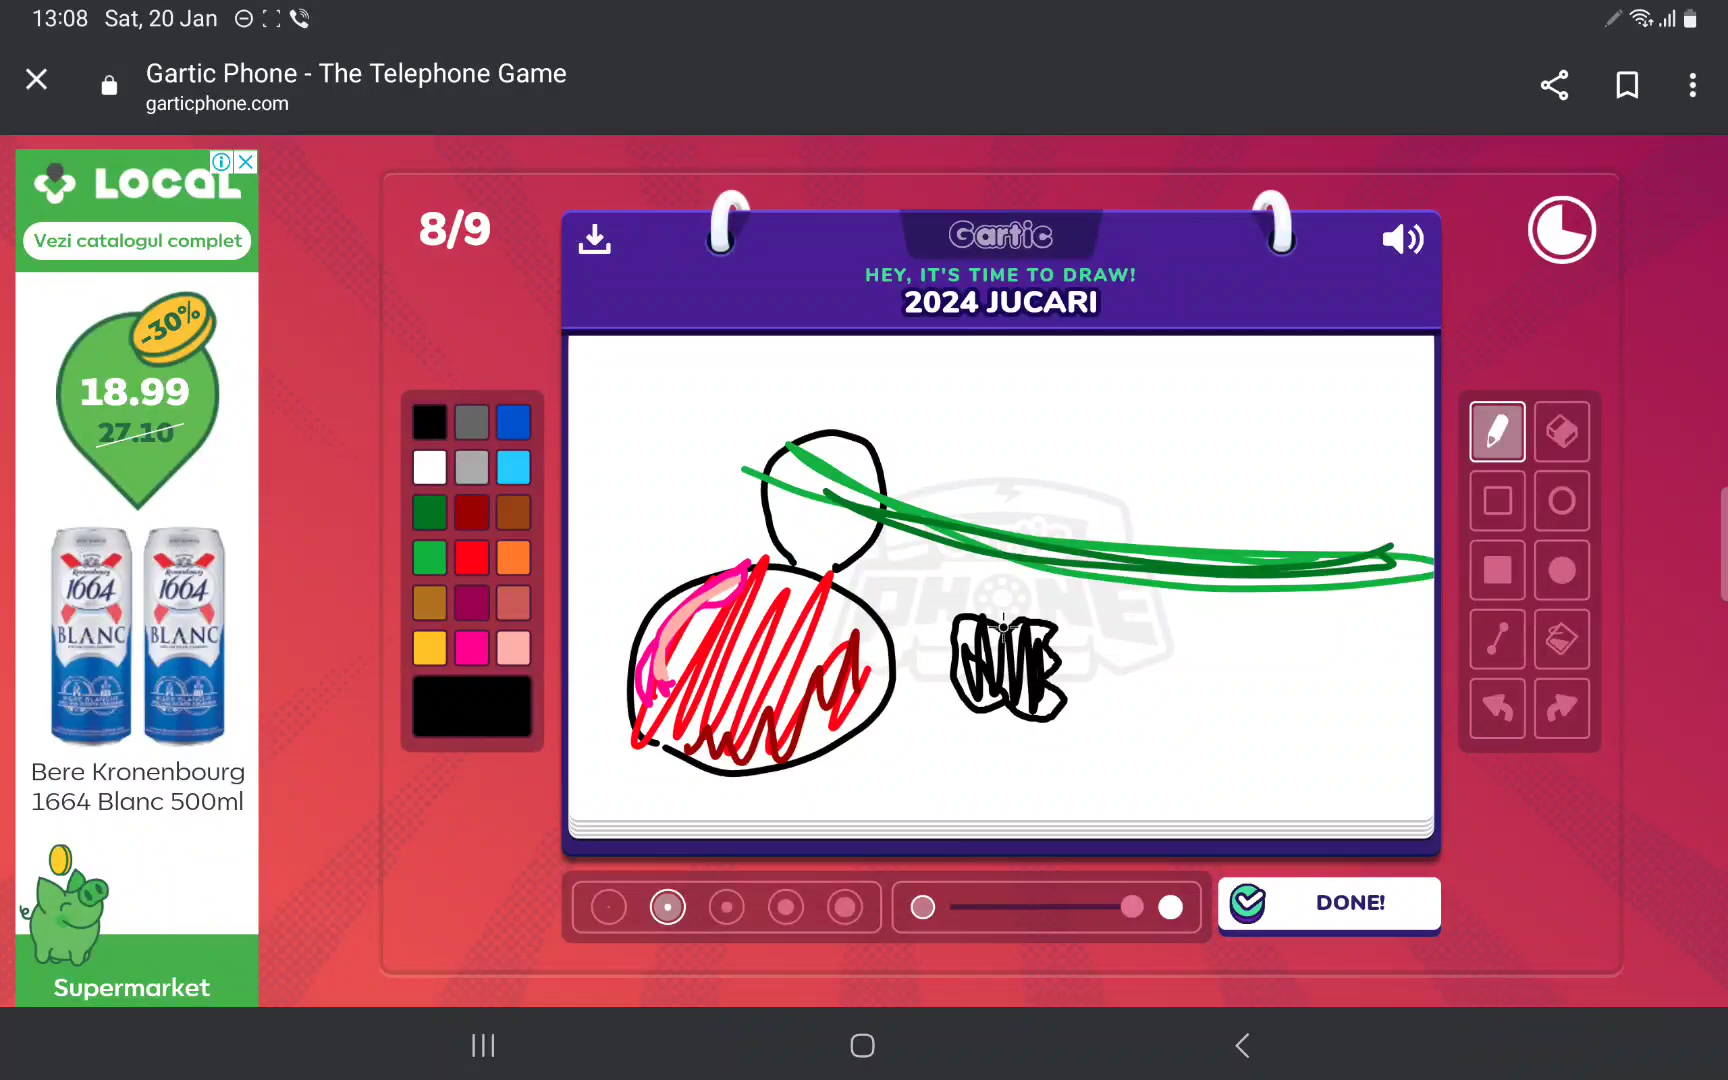 13:08 Sat, 20 Jan
Gartic Phone - The Telephone Game
garticphone.com
LOCAL
Vezi catalogul complet
-30%
18.99
27.10
1664
BLANC
1664
BLANC
Bere Kronenbourg
1664 Blanc 500ml
Supermarket
8/9
Gartic
HEY, IT'S TIME TO DRAW!
2024 JUCARI
PHONE
DONE!